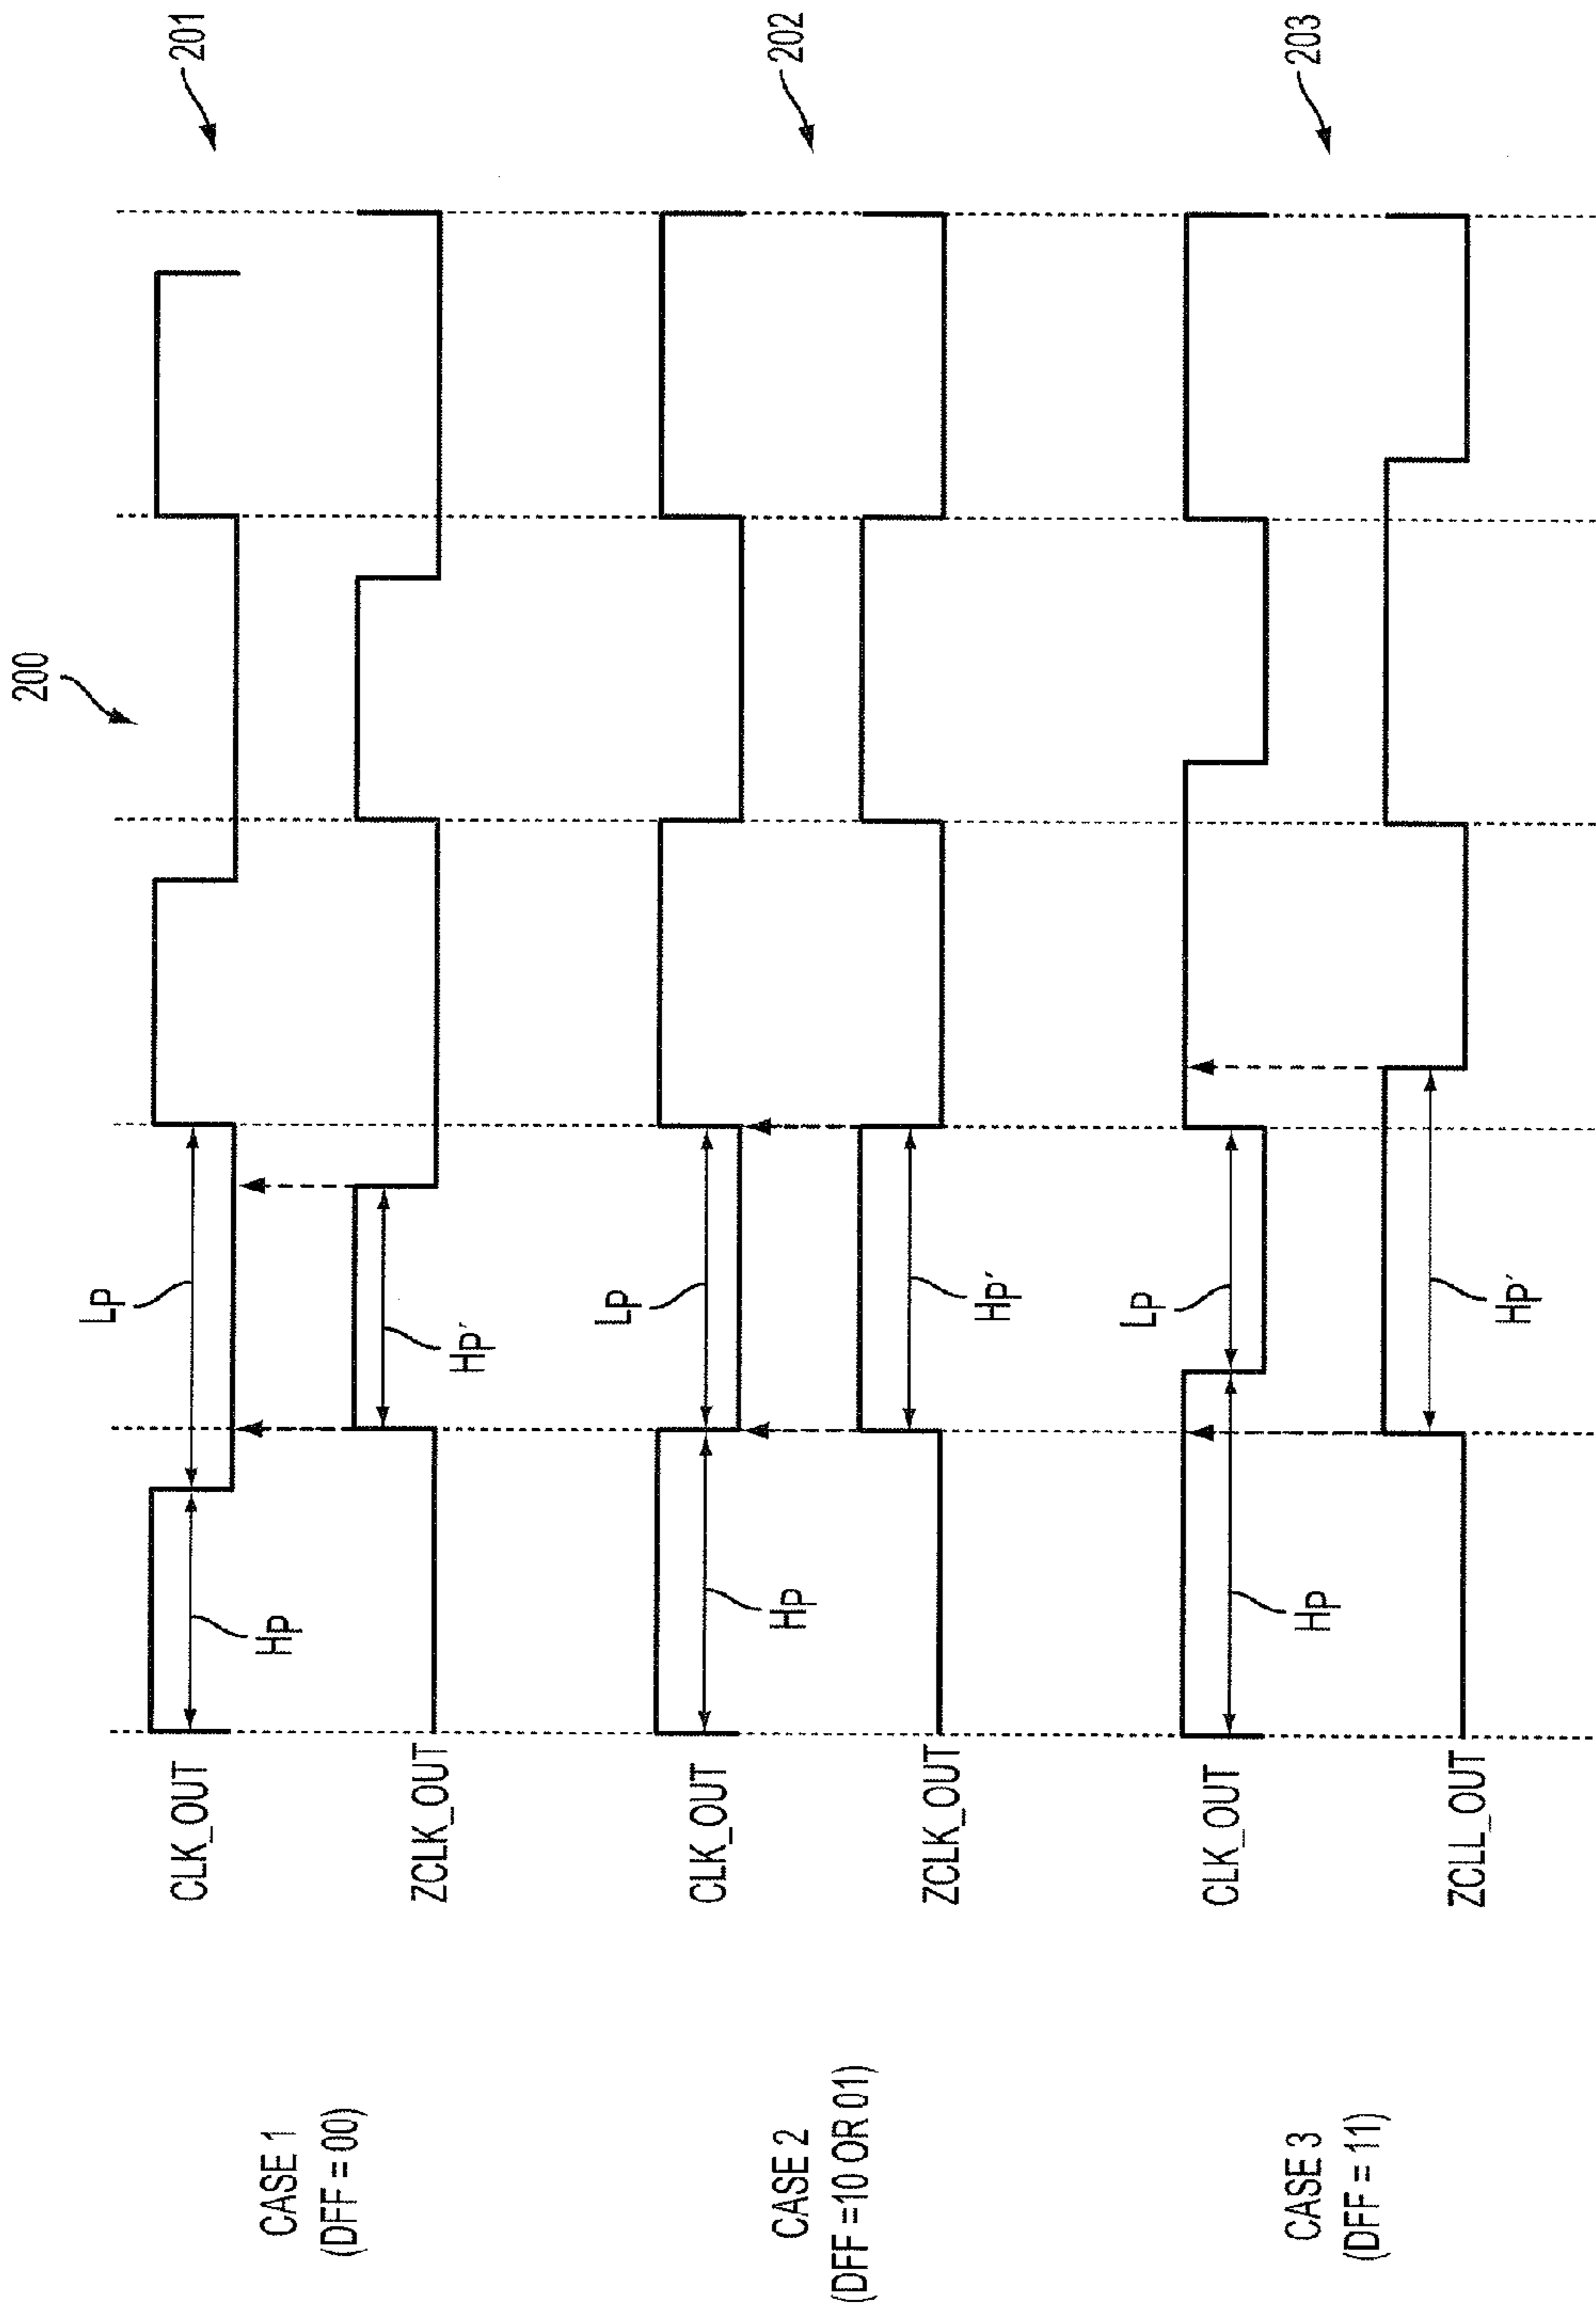 200
201
CASE 1
(DFF = 00)
CLK_OUT
Hp
Lp
ZCLK_OUT
Hp′
202
CASE 2
(DFF =10 OR 01)
CLK_OUT
Hp
Lp
ZCLK_OUT
Hp′
203
CASE 3
(DFF = 11)
CLK_OUT
Hp
Lp
ZCLL_OUT
Hp′